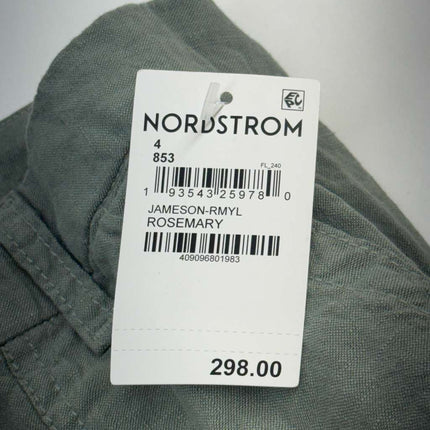 NORDSTROM
4
853
FL_240
1 93543 25978 0
JAMESON-RMYL
ROSEMARY
409096801983
298.00